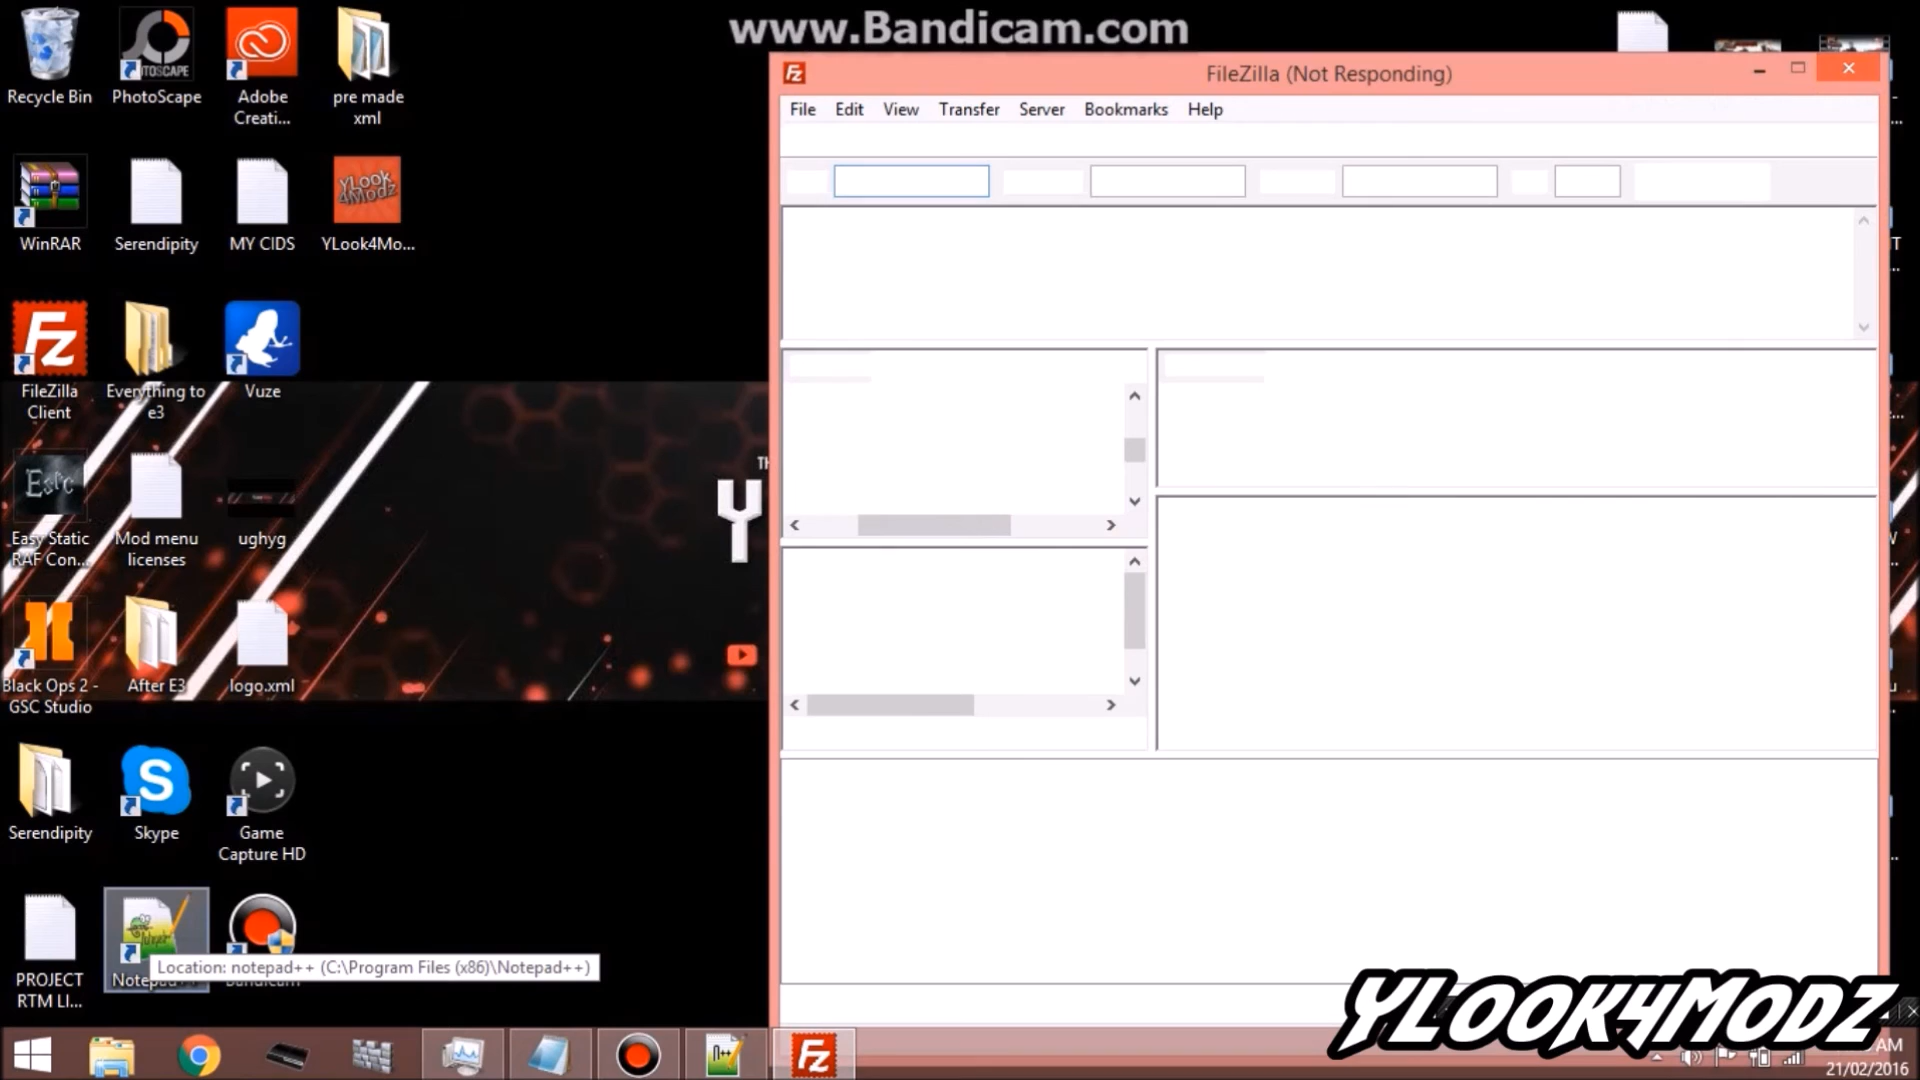 www.Bandicam.com
FileZilla (Not Responding)
File Edit View Transfer Server Bookmarks Help
Recycle Bin
PhotoScape
Adobe
Creati...
pre made
xml
WinRAR
Serendipity
MY CIDS
YLook
4Modz
YLook4Mo...
FileZilla
Client
Everything to
e3
Vuze
Easy Static
RAF Con...
Mod menu
licenses
ughyg
Black Ops 2 -
GSC Studio
After E3
logo.xml
Serendipity
Skype
Game
Capture HD
PROJECT
RTM LI...
Location: notepad++ (C:\Program Files (x86)\Notepad++)
Y
YLook4Modz
AM
21/02/2016